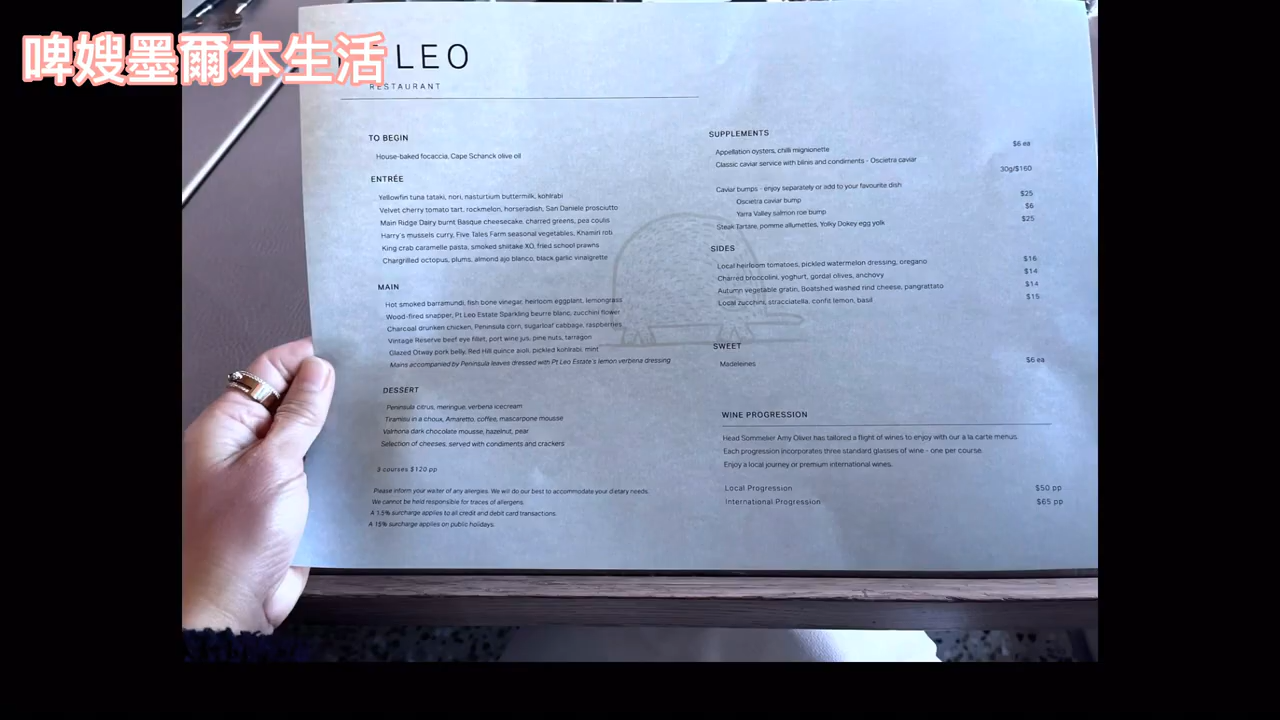 啤嫂墨爾本生活
LEO
RESTAURANT
TO BEGIN
House-baked focaccia, Cape Schanck olive oil
ENTRÉE
Yellowfin tuna tataki, nori, nasturtium buttermilk, kohlrabi
Velvet cherry tomato tart, rockmelon, horseradish, San Daniele prosciutto
Main Ridge Dairy burnt Basque cheesecake, charred greens, pea coulis
Harry's mussels curry, Five Tales Farm seasonal vegetables, Khamiri roti
King crab caramelle pasta, smoked shiitake XO, fried school prawns
Chargrilled octopus, plums, almond ajo blanco, black garlic vinaigrette
MAIN
Hot smoked barramundi, fish bone vinegar, heirloom eggplant, lemongrass
Wood-fired snapper, Pt Leo Estate Sparkling beurre blanc, zucchini flower
Charcoal drunken chicken, Peninsula corn, sugarloaf cabbage, raspberries
Vintage Reserve beef eye fillet, port wine jus, pine nuts, tarragon
Glazed Otway pork belly, Red Hill quince aioli, pickled kohlrabi, mint
Mains accompanied by Peninsula leaves dressed with Pt Leo Estate's lemon verbena dressing
DESSERT
Peninsula citrus, meringue, verbena icecream
Tiramisu in a choux, Amaretto, coffee, mascarpone mousse
Valrhona dark chocolate mousse, hazelnut, pear
Selection of cheeses, served with condiments and crackers
3 courses $120 pp
Please inform your waiter of any allergies. We will do our best to accommodate your dietary needs.
We cannot be held responsible for traces of allergens.
A 1.5% surcharge applies to all credit and debit card transactions.
A 15% surcharge applies on public holidays.
SUPPLEMENTS
Appellation oysters, chilli mignionette $6 ea
Classic caviar service with blinis and condiments - Oscietra caviar 30g/$160
Caviar bumps - enjoy separately or add to your favourite dish
Oscietra caviar bump $25
Yarra Valley salmon roe bump $6
Steak Tartare, pomme allumettes, Yolky Dokey egg yolk $25
SIDES
Local heirloom tomatoes, pickled watermelon dressing, oregano $16
Charred broccolini, yoghurt, gordal olives, anchovy $14
Autumn vegetable gratin, Boatshed washed rind cheese, pangrattato $14
Local zucchini, stracciatella, confit lemon, basil $15
SWEET
Madeleines $6 ea
WINE PROGRESSION
Head Sommelier Amy Oliver has tailored a flight of wines to enjoy with our a la carte menus.
Each progression incorporates three standard glasses of wine - one per course.
Enjoy a local journey or premium international wines.
Local Progression $50 pp
International Progression $65 pp